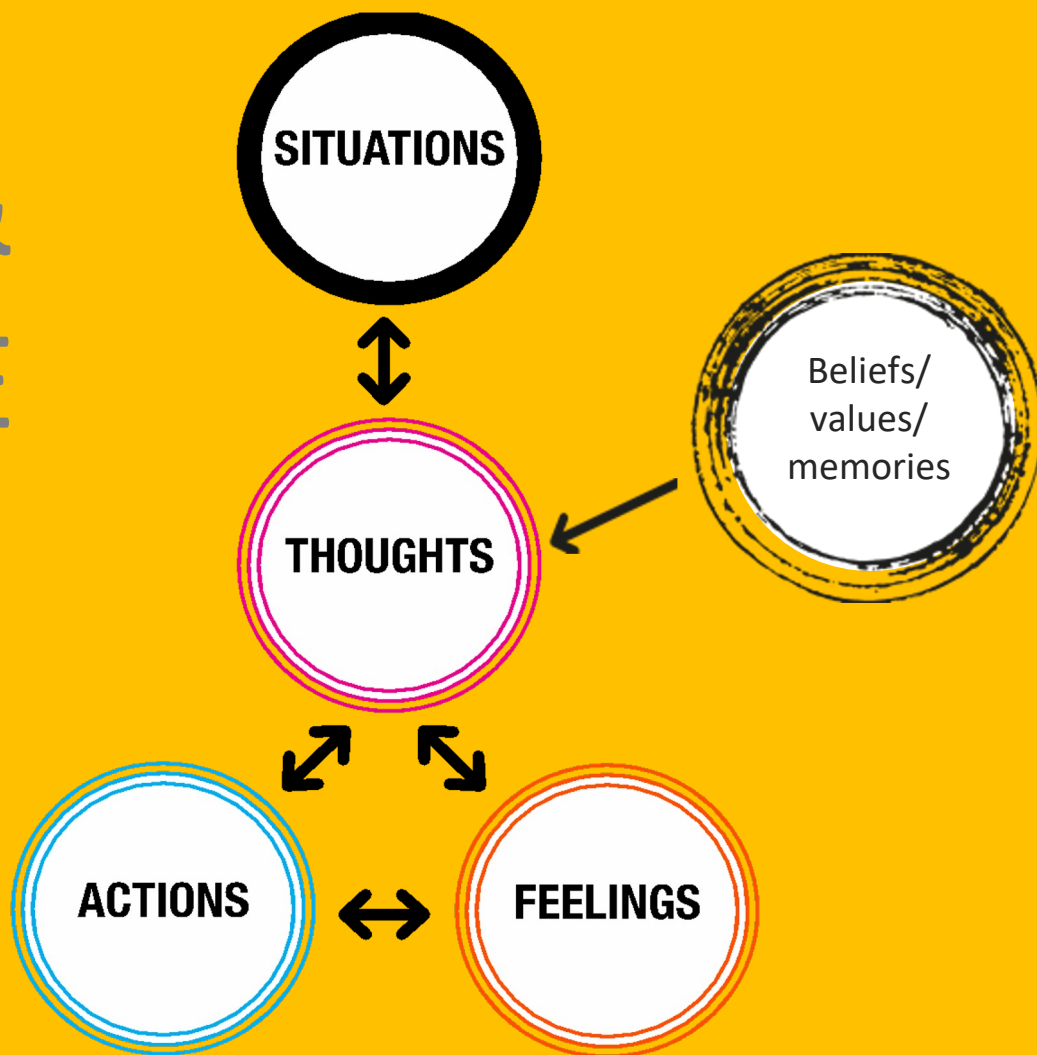 SITUATIONS
Beliefs/
values/
memories
THOUGHTS
ACTIONS
FEELINGS